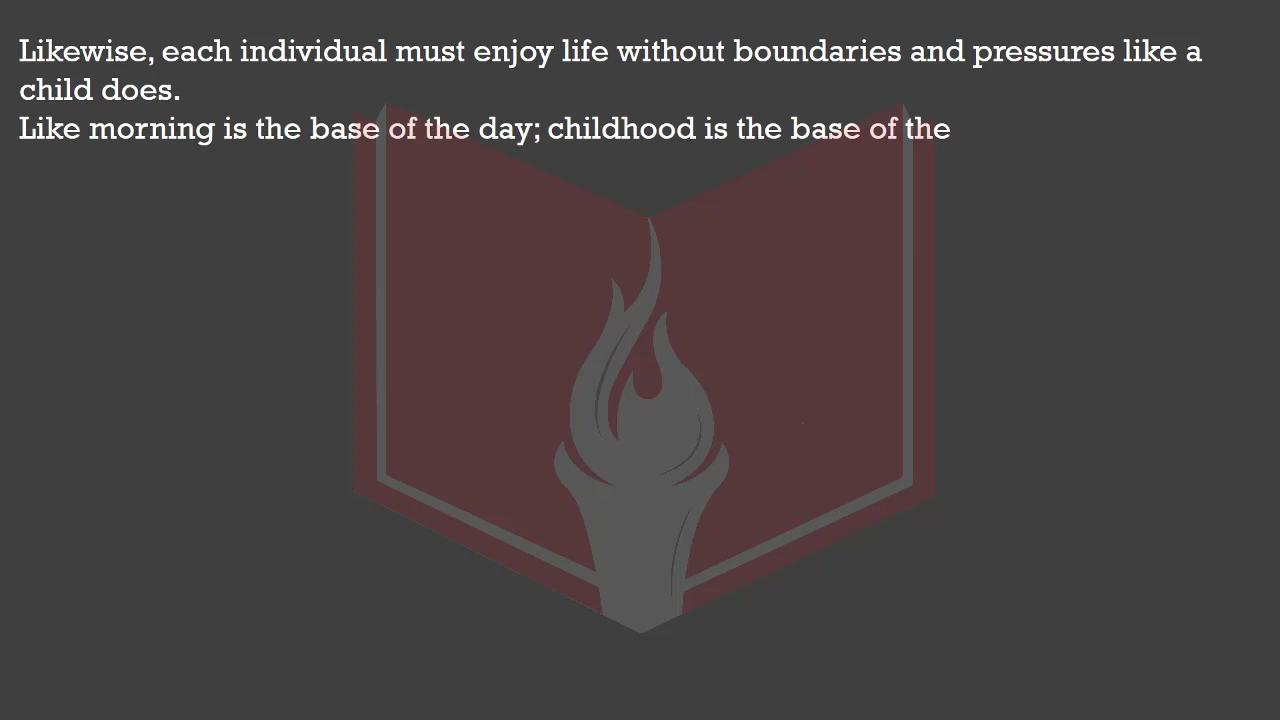 Likewise, each individual must enjoy life without boundaries and pressures like a
child does.
Like morning is the base of the day; childhood is the base of the